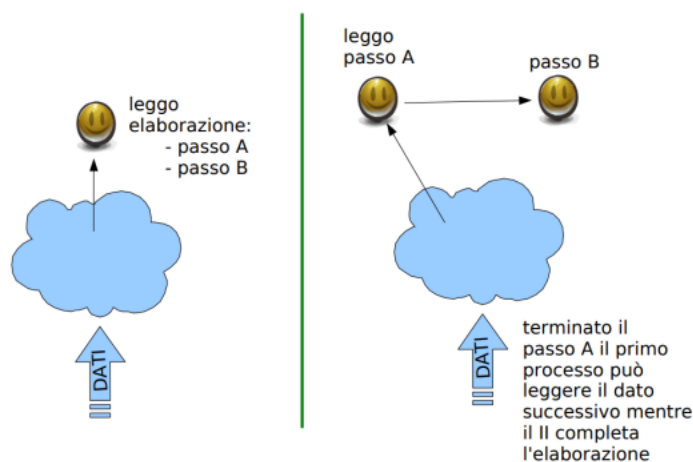 leggo
elaborazione:
- passo A
- passo B
DATI
leggo
passo A
passo B
DATI
terminato il
passo A il primo
processo può
leggere il dato
successivo mentre
il II completa
l'elaborazione